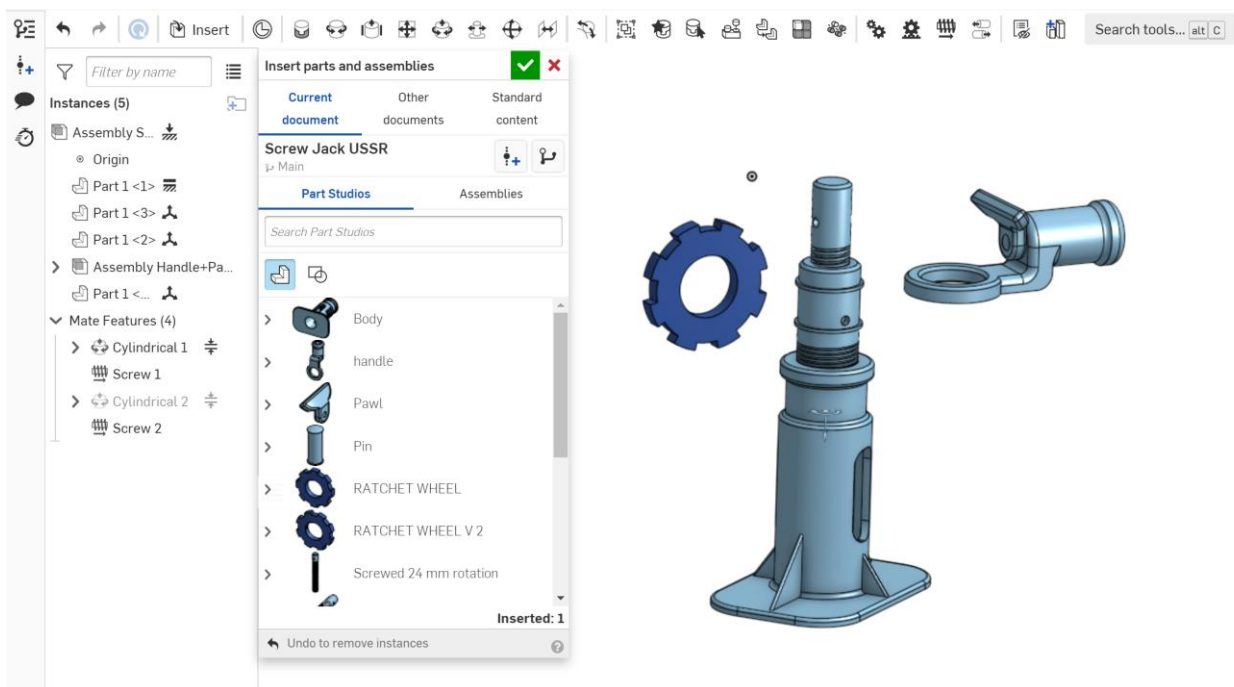 Insert
Search tools... alt C
Filter by name
Instances (5)
Assembly S...
Origin
Part 1 <1>
Part 1 <3>
Part 1 <2>
Assembly Handle+Pa...
Part 1 <...
Mate Features (4)
Cylindrical 1
Screw 1
Cylindrical 2
Screw 2
Insert parts and assemblies
Current document
Other documents
Standard content
Screw Jack USSR
Main
Part Studios
Assemblies
Search Part Studios
Body
handle
Pawl
Pin
RATCHET WHEEL
RATCHET WHEEL V 2
Screwed 24 mm rotation
Inserted: 1
Undo to remove instances